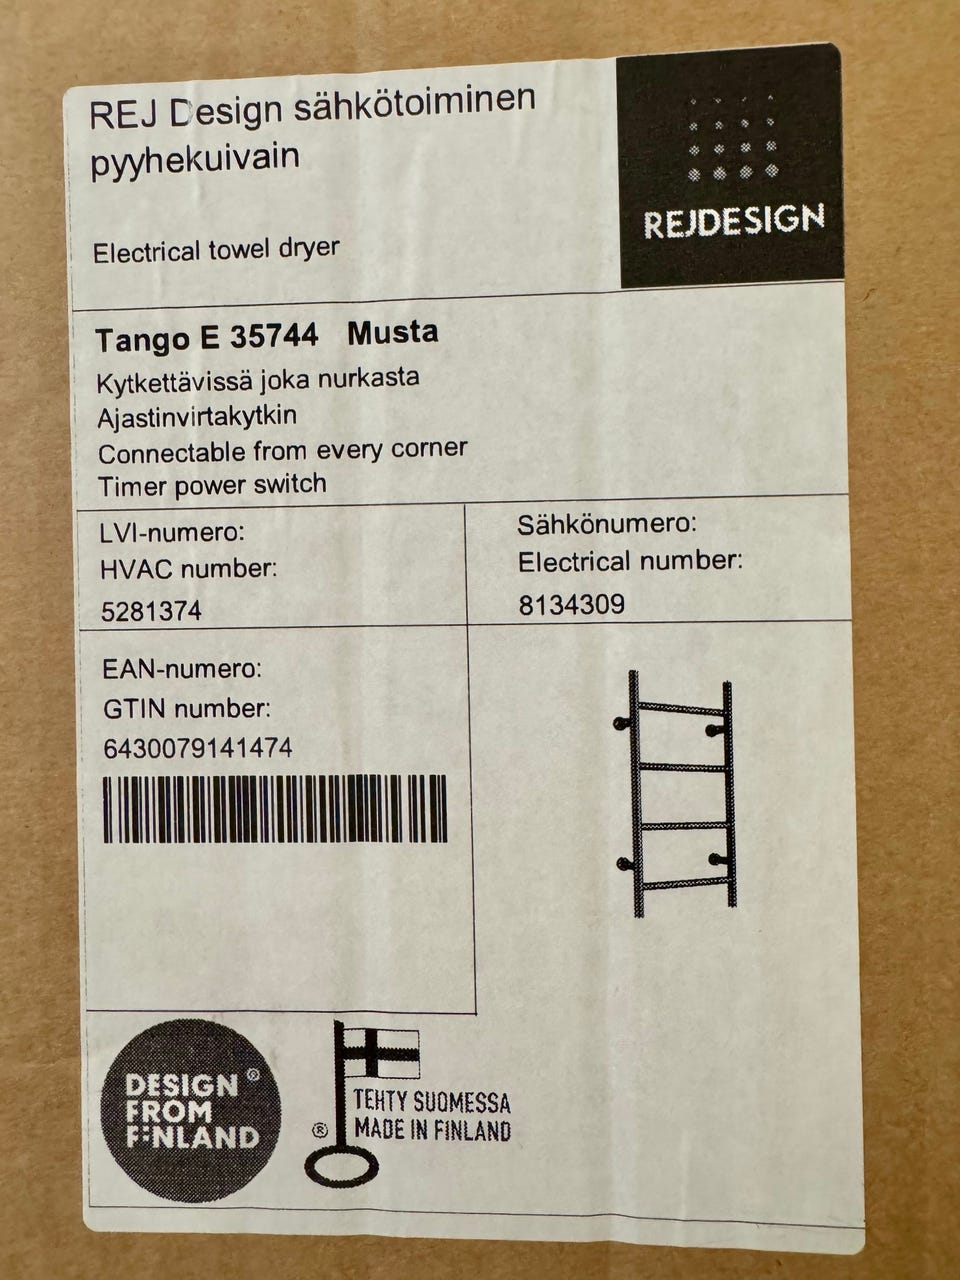 REJ Design sähkötoiminen
pyyhekuivain
Electrical towel dryer
REJDESIGN
Tango E 35744 Musta
Kytkettävissä joka nurkasta
Ajastinvirtakytkin
Connectable from every corner
Timer power switch
LVI-numero:
HVAC number:
5281374
Sähkönumero:
Electrical number:
8134309
EAN-numero:
GTIN number:
6430079141474
DESIGN ®
FROM
FINLAND
TEHTY SUOMESSA
® MADE IN FINLAND